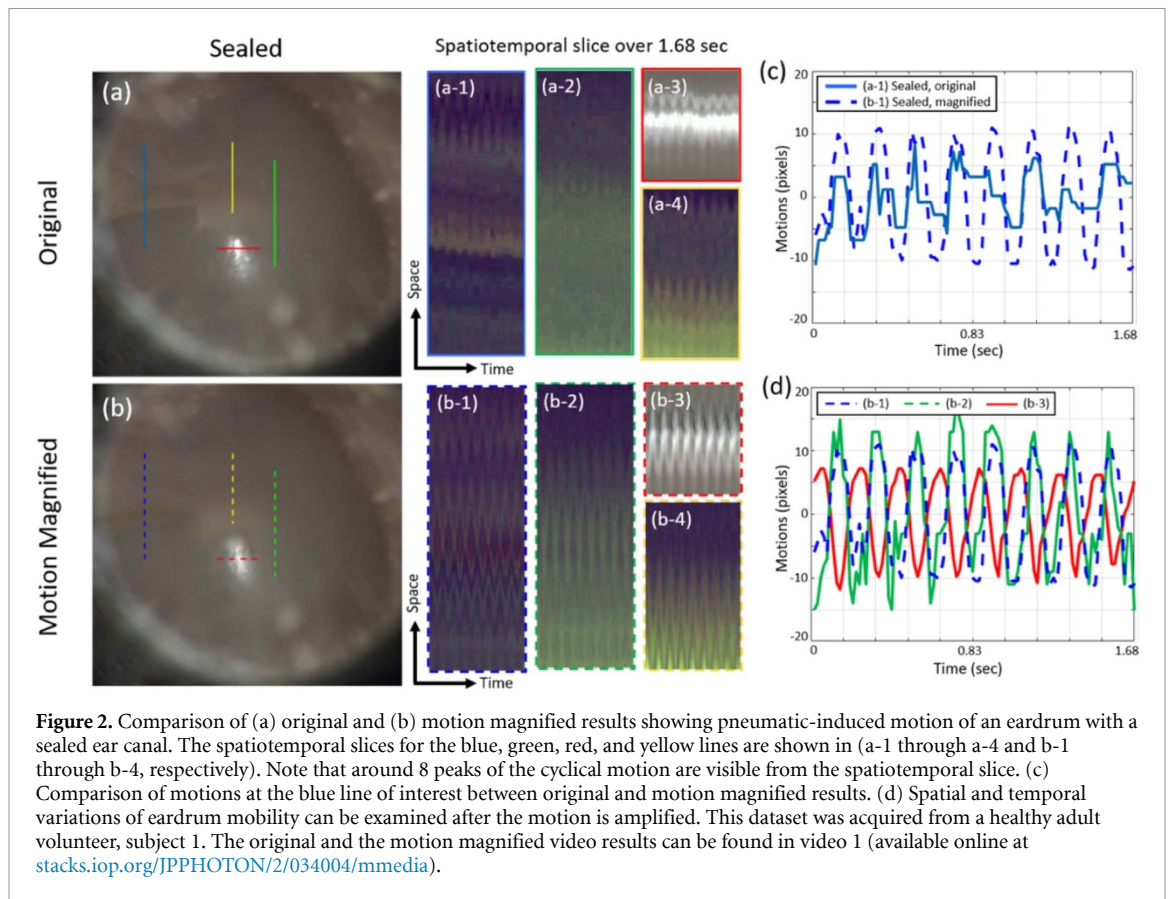 Sealed
Spatiotemporal slice over 1.68 sec
Original
(a)
(a-1)
(a-2)
(a-3)
(a-4)
Space
Time
(c)
20
10
0
-10
-20
Motions (pixels)
(a-1) Sealed, original
(b-1) Sealed, magnified
0
0.83
1.68
Time (sec)
Motion Magnified
(b)
(b-1)
(b-2)
(b-3)
(b-4)
Space
Time
(d)
20
10
0
-10
-20
Motions (pixels)
(b-1)
(b-2)
(b-3)
0
0.83
1.68
Time (sec)
Figure 2. Comparison of (a) original and (b) motion magnified results showing pneumatic-induced motion of an eardrum with a
sealed ear canal. The spatiotemporal slices for the blue, green, red, and yellow lines are shown in (a-1 through a-4 and b-1
through b-4, respectively). Note that around 8 peaks of the cyclical motion are visible from the spatiotemporal slice. (c)
Comparison of motions at the blue line of interest between original and motion magnified results. (d) Spatial and temporal
variations of eardrum mobility can be examined after the motion is amplified. This dataset was acquired from a healthy adult
volunteer, subject 1. The original and the motion magnified video results can be found in video 1 (available online at
stacks.iop.org/JPPHOTON/2/034004/mmedia).